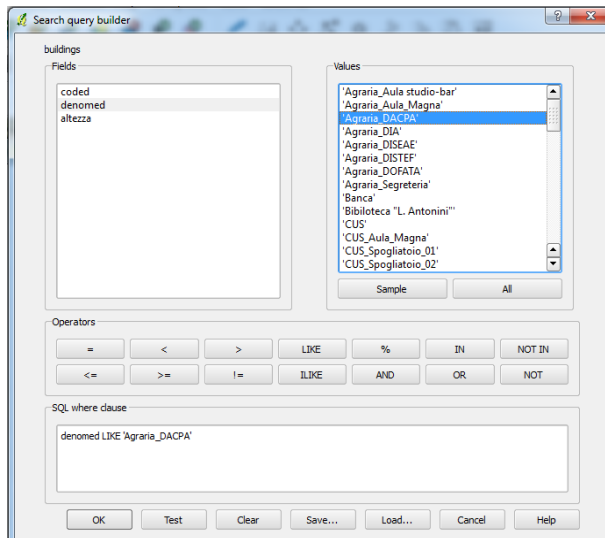 Search query builder
buildings
Fields
coded
denomed
altezza
Values
'Agraria_Aula studio-bar'
'Agraria_Aula_Magna'
'Agraria_DACPA'
'Agraria_DIA'
'Agraria_DISEAE'
'Agraria_DISTEF'
'Agraria_DOFATA'
'Agraria_Segreteria'
'Banca'
'Bibiloteca "L. Antonini"'
'CUS'
'CUS_Aula_Magna'
'CUS_Spogliatoio_01'
'CUS_Spogliatoio_02'
Sample All
Operators
= < > LIKE % IN NOT IN
<= >= != ILIKE AND OR NOT
SQL where clause
denomed LIKE 'Agraria_DACPA'
OK Test Clear Save... Load... Cancel Help